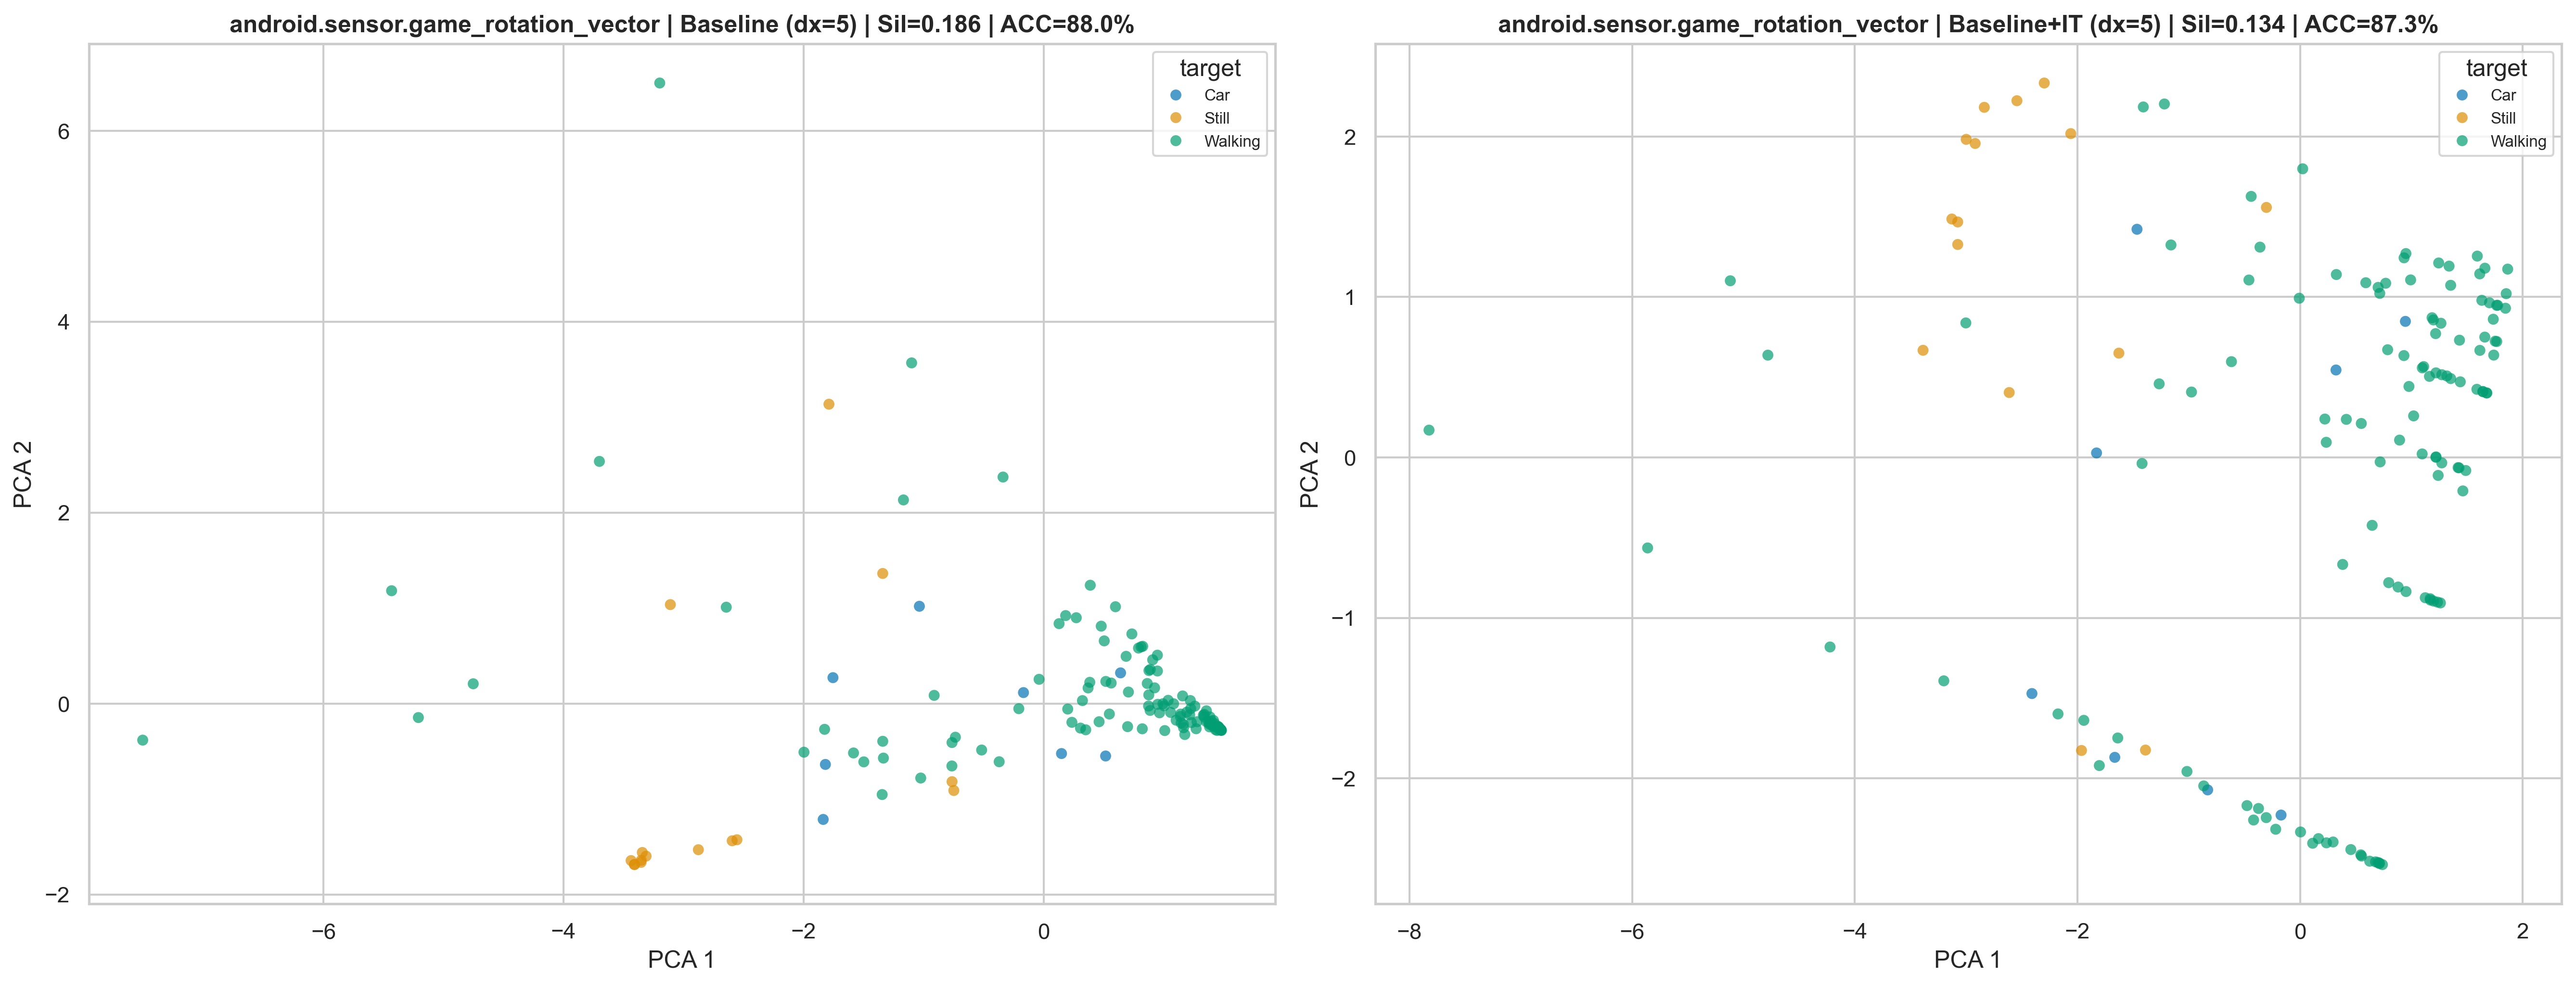 android.sensor.game_rotation_vector | Baseline (dx=5) | Sil=0.186 | ACC=88.0%
target
Car
Still
Walking
6
4
2
0
−2
PCA 2
−6
−4
−2
0
PCA 1
android.sensor.game_rotation_vector | Baseline+IT (dx=5) | Sil=0.134 | ACC=87.3%
target
Car
Still
Walking
2
1
0
−1
−2
PCA 2
−8
−6
−4
−2
0
2
PCA 1